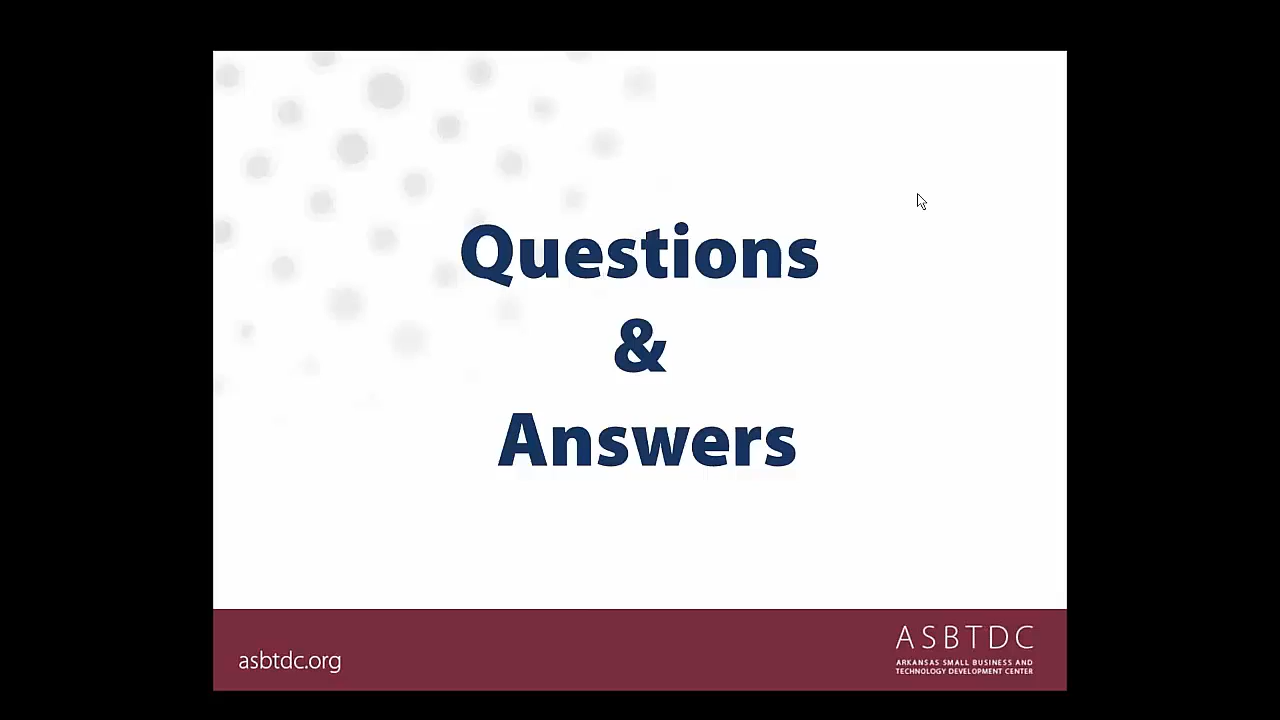 Questions
&
Answers
asbtdc.org
ASBTDC
ARKANSAS SMALL BUSINESS AND
TECHNOLOGY DEVELOPMENT CENTER